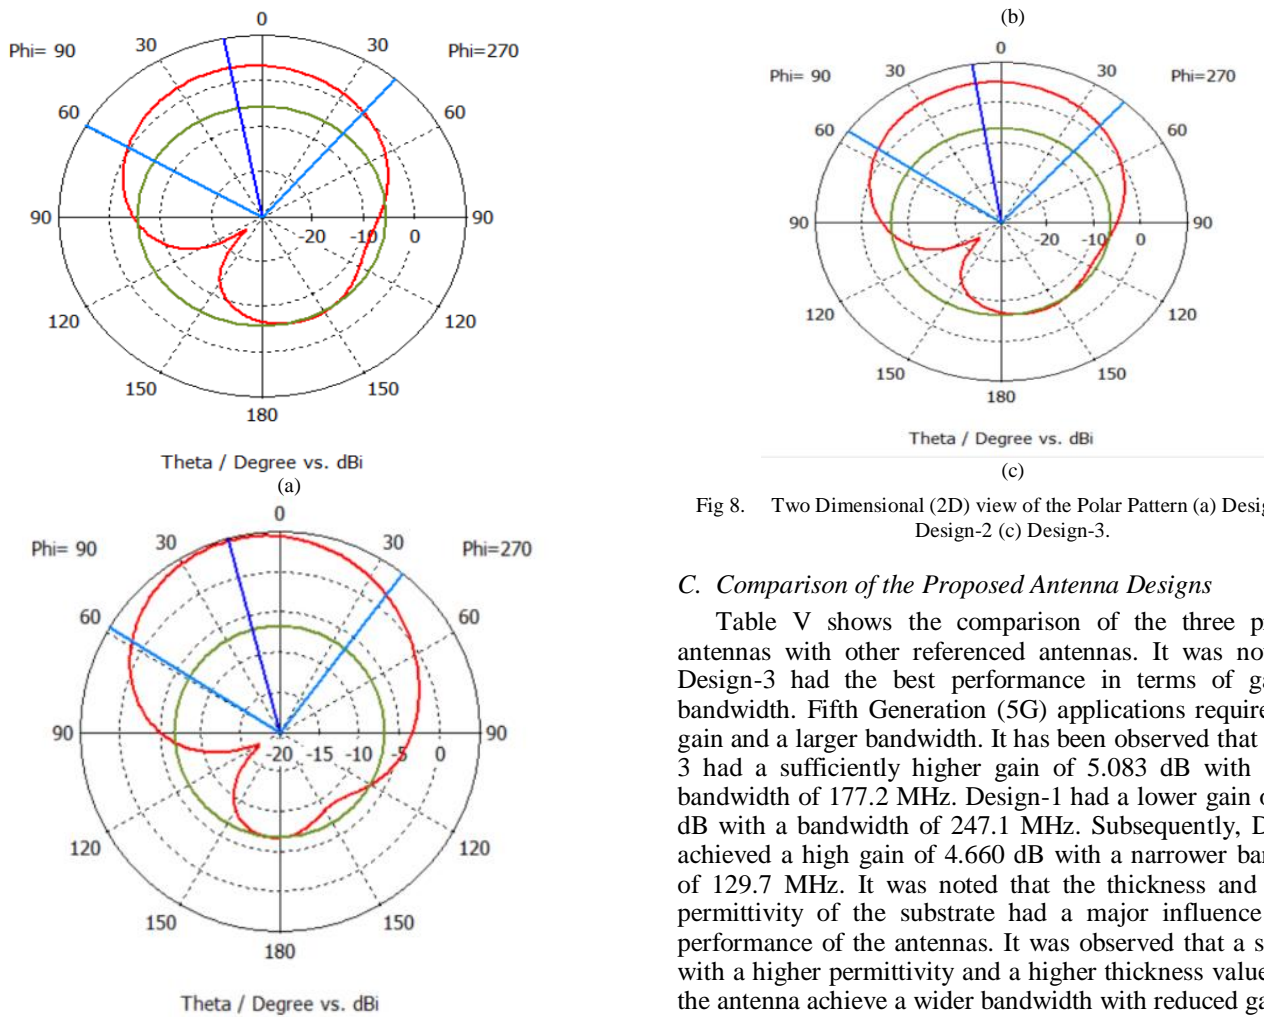 0
Phi= 90
30
30
Phi=270
60
60
90
-20
-10
0
90
120
120
150
150
180
Theta / Degree vs. dBi
(a)
0
Phi= 90
30
30
Phi=270
60
60
90
-20
-15
-10
-5
0
90
120
120
150
150
180
Theta / Degree vs. dBi
(b)
0
Phi= 90
30
30
Phi=270
60
60
90
-20
-10
0
90
120
120
150
150
180
Theta / Degree vs. dBi
(c)
Fig 8. Two Dimensional (2D) view of the Polar Pattern (a)
Design-2 (c) Design-3.
C. Comparison of the Proposed Antenna Designs
Table V shows the comparison of the three
antennas with other referenced antennas. It was
Design-3 had the best performance in terms of
bandwidth. Fifth Generation (5G) applications require
gain and a larger bandwidth. It has been observed that
3 had a sufficiently higher gain of 5.083 dB with
bandwidth of 177.2 MHz. Design-1 had a lower gain
dB with a bandwidth of 247.1 MHz. Subsequently,
achieved a high gain of 4.660 dB with a narrower
of 129.7 MHz. It was noted that the thickness and
permittivity of the substrate had a major influence
performance of the antennas. It was observed that a
with a higher permittivity and a higher thickness value
the antenna achieve a wider bandwidth with reduced